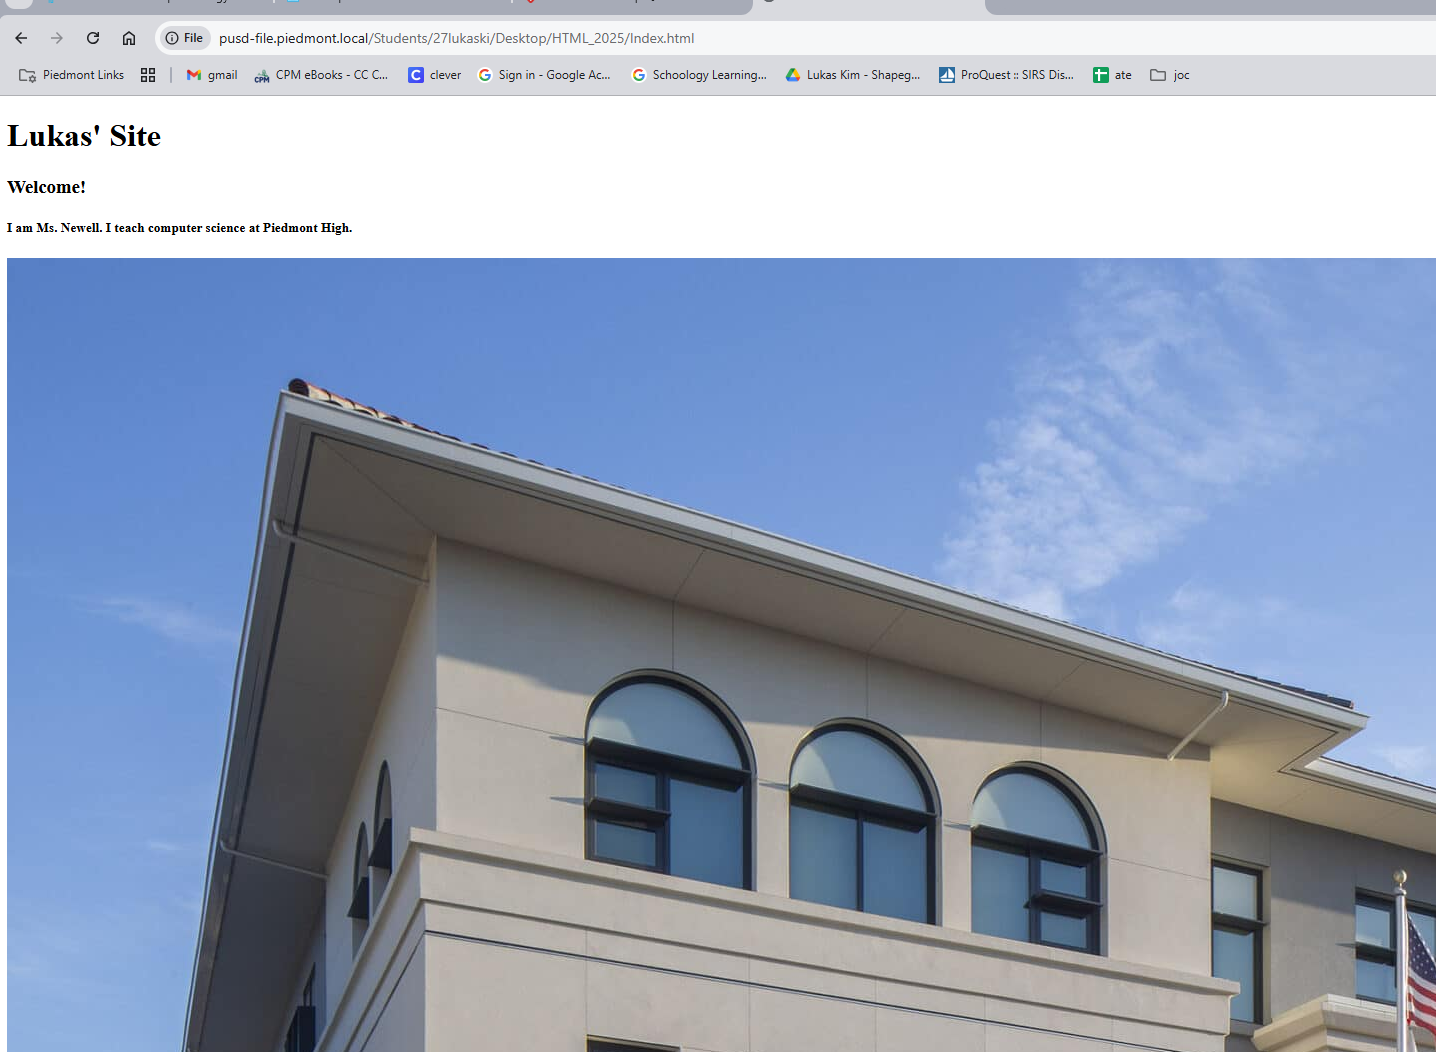 File pusd-file.piedmont.local/Students/27lukaski/Desktop/HTML_2025/Index.html
Piedmont Links gmail CPM eBooks - CC C... clever Sign in - Google Ac... Schoology Learning... Lukas Kim - Shapeg... ProQuest :: SIRS Dis... ate joc
Lukas' Site
Welcome!
I am Ms. Newell. I teach computer science at Piedmont High.